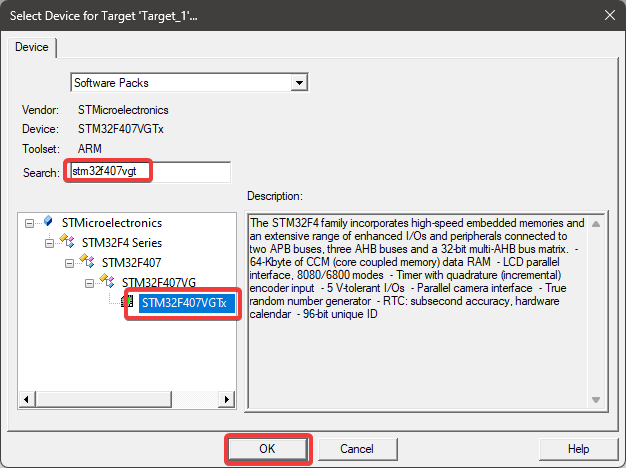 Select Device for Target 'Target_1'...
Device
Software Packs
Vendor: STMicroelectronics
Device: STM32F407VGTx
Toolset: ARM
Search: stm32f407vgt
Description:
STMicroelectronics
STM32F4 Series
STM32F407
STM32F407VG
STM32F407VGTx
The STM32F4 family incorporates high-speed embedded memories and
an extensive range of enhanced I/Os and peripherals connected to
two APB buses, three AHB buses and a 32-bit multi-AHB bus matrix. -
64-Kbyte of CCM (core coupled memory) data RAM - LCD parallel
interface, 8080/6800 modes - Timer with quadrature (incremental)
encoder input - 5 V-tolerant I/Os - Parallel camera interface - True
random number generator - RTC: subsecond accuracy, hardware
calendar - 96-bit unique ID
OK
Cancel
Help